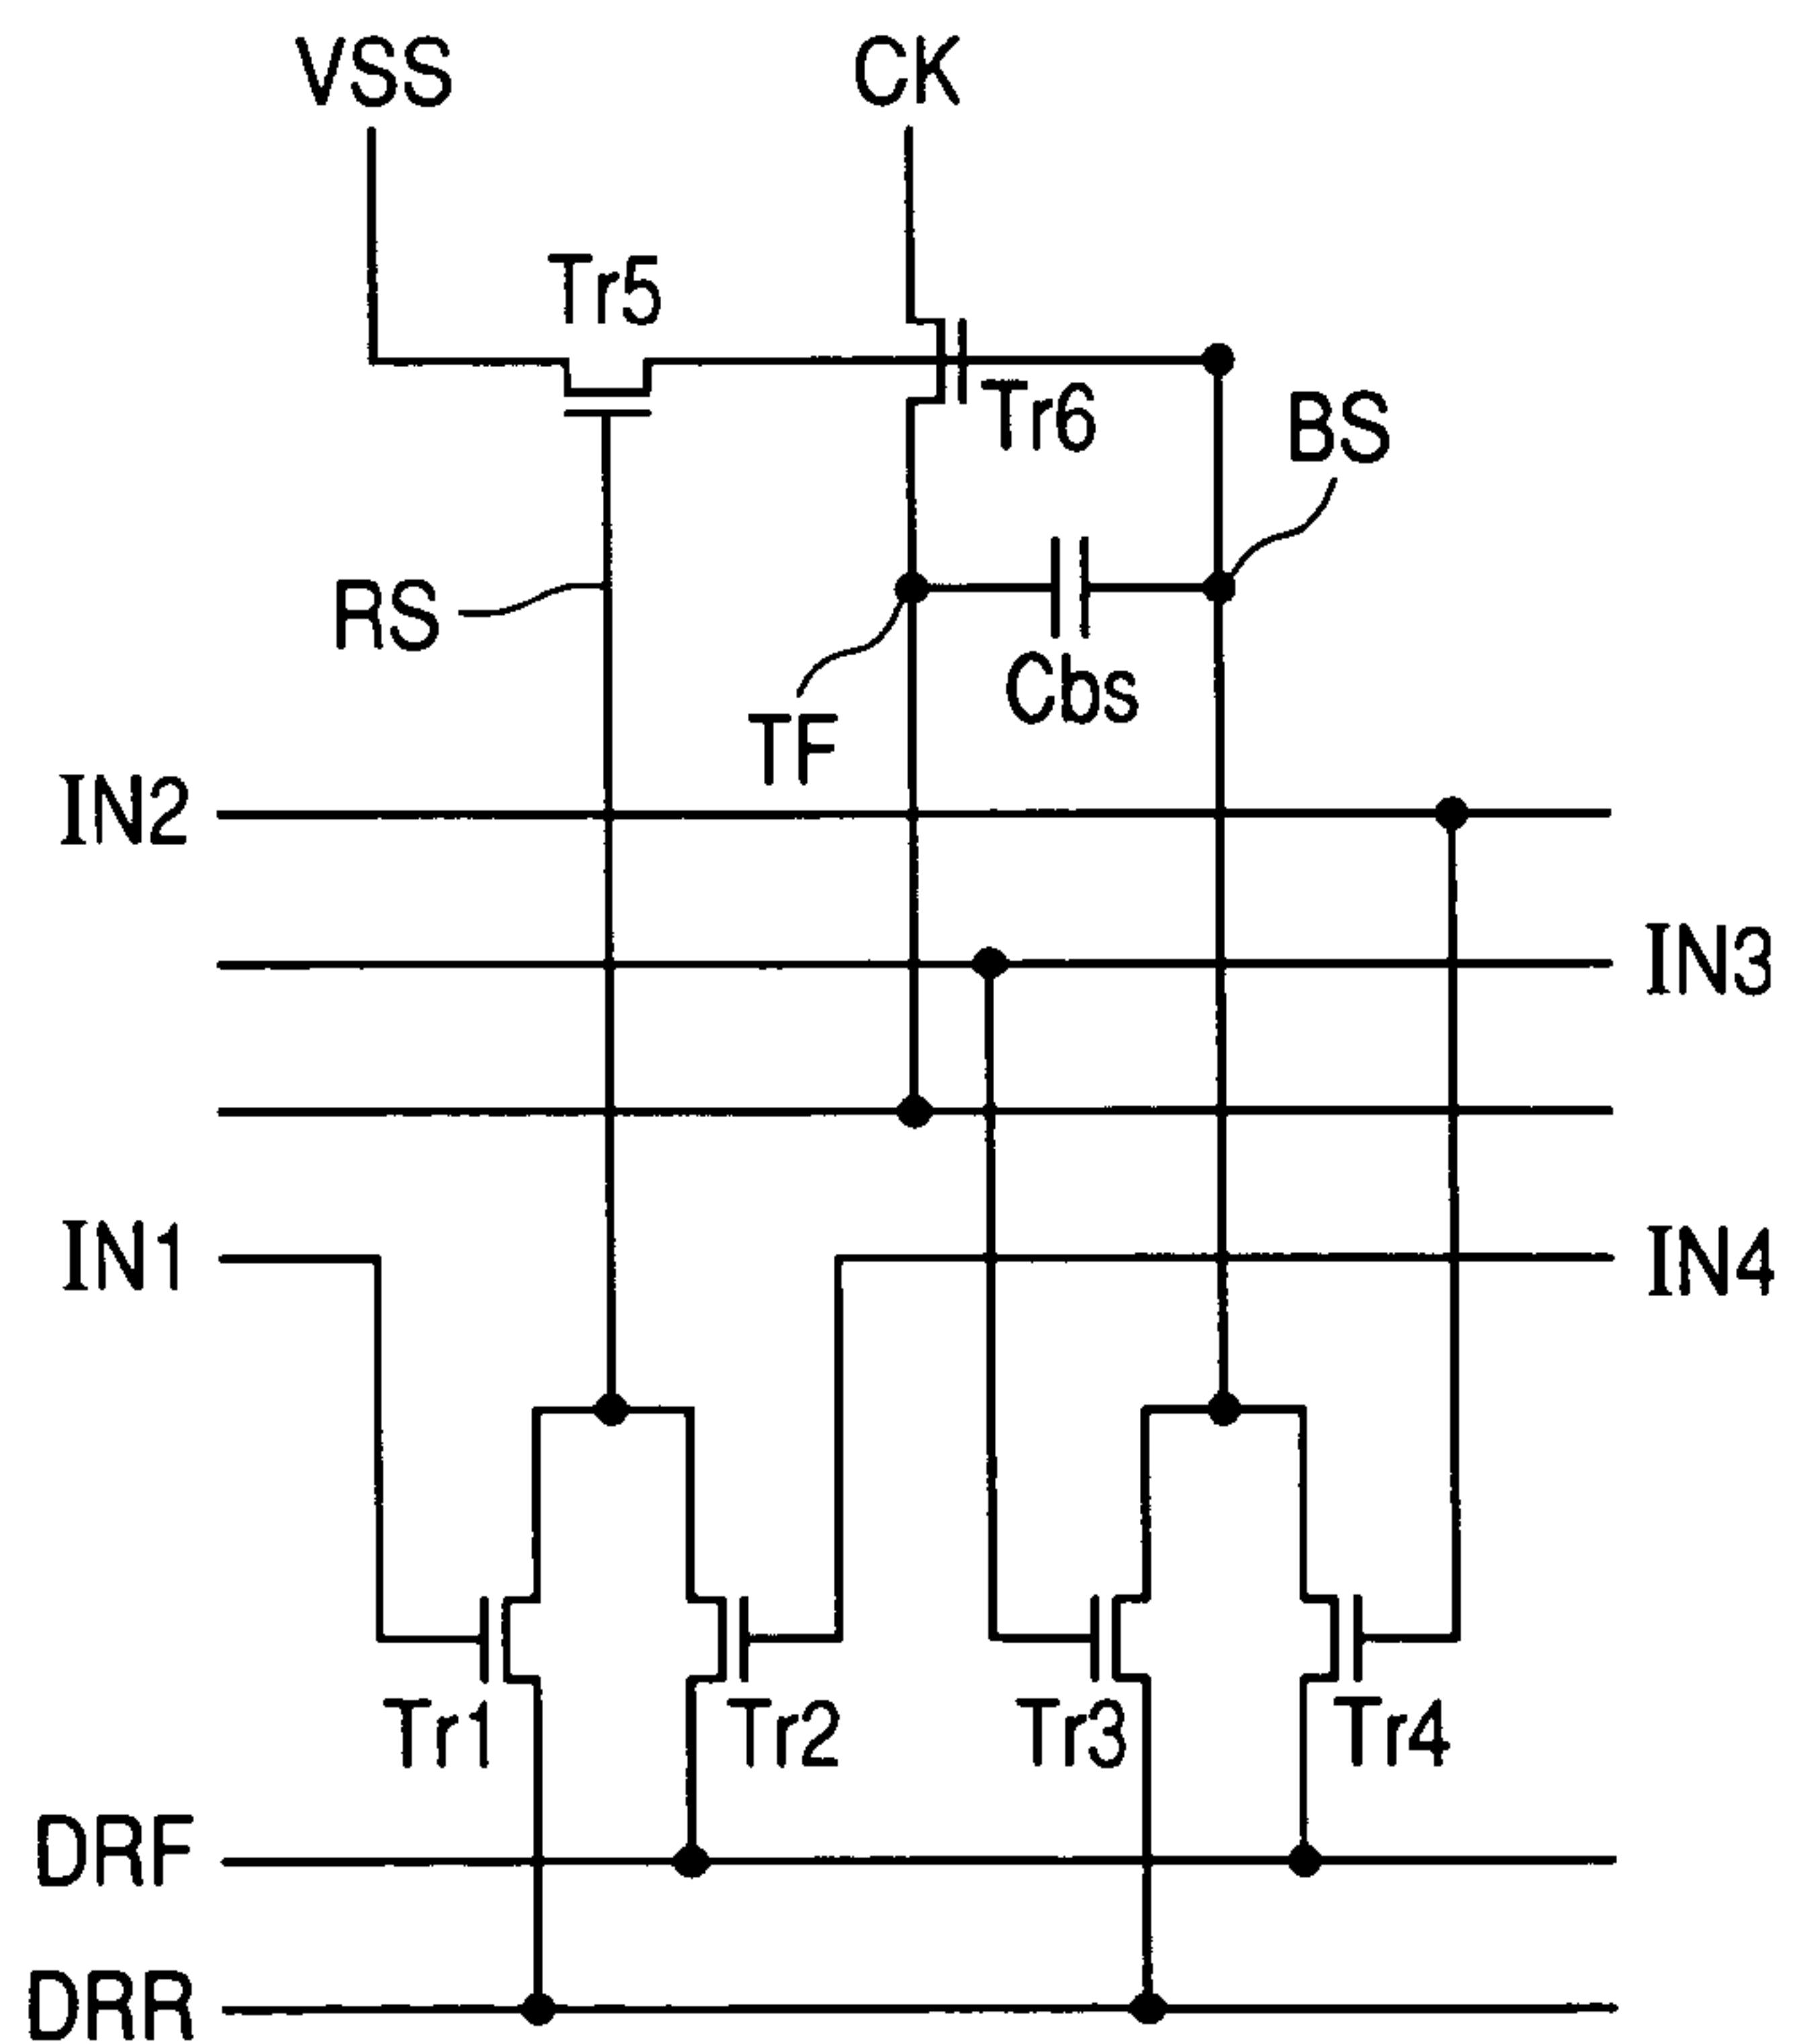 VSS
CK
Tr5
Tr6
BS
RS
Cbs
TF
IN2
IN3
IN1
IN4
Tr1
Tr2
Tr3
Tr4
DRF
DRR